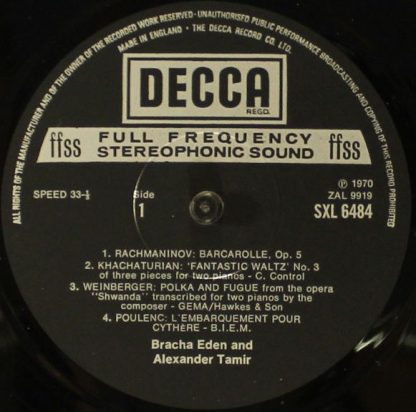 ALL RIGHTS OF THE MANUFACTURER AND OF THE OWNER OF THE RECORDED WORK RESERVED · UNAUTHORISED PUBLIC PERFORMANCE BROADCASTING AND COPYING OF THIS RECORD PROHIBITED
MADE IN ENGLAND · THE DECCA RECORD CO. LTD.
DECCA
REGD.
ffss FULL FREQUENCY STEREOPHONIC SOUND ffss
SPEED 33-⅓
Side
1
℗ 1970
ZAL 9919
SXL 6484
1. RACHMANINOV: BARCAROLLE, Op. 5
2. KHACHATURIAN: 'FANTASTIC WALTZ' No. 3
of three pieces for two pianos - C. Control
3. WEINBERGER: POLKA AND FUGUE from the opera
"Shwanda" transcribed for two pianos by the
composer - GEMA/Hawkes & Son
4. POULENC: L'EMBARQUEMENT POUR
CYTHÈRE - B.I.E.M.
Bracha Eden and
Alexander Tamir